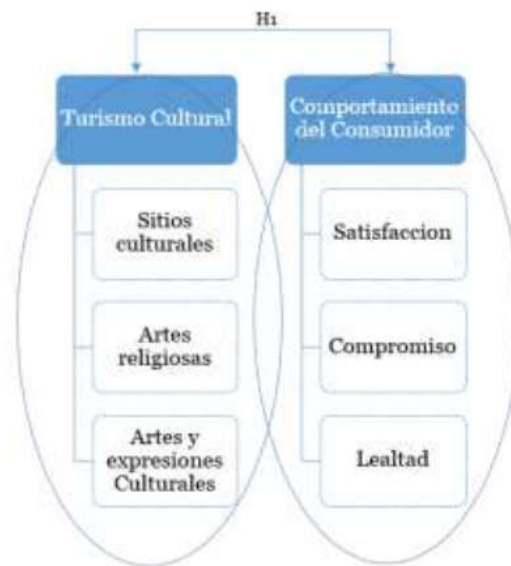 H1
Turismo Cultural
Comportamiento
del Consumidor
Sitios
culturales
Satisfaccion
Artes
religiosas
Compromiso
Artes y
expresiones
Culturales
Lealtad